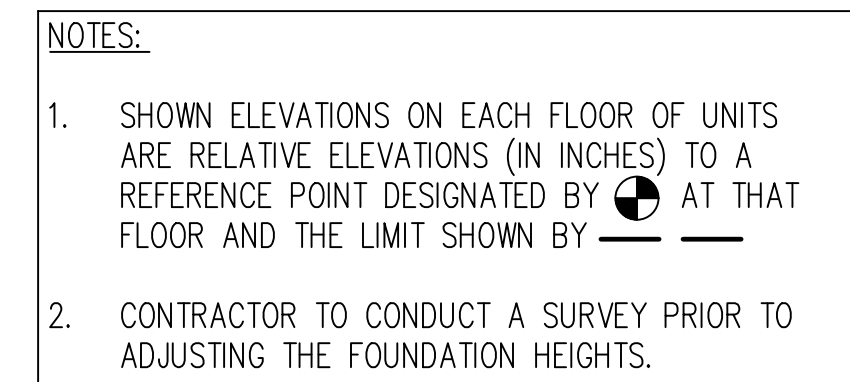 NOTES:
1. SHOWN ELEVATIONS ON EACH FLOOR OF UNITS
ARE RELATIVE ELEVATIONS (IN INCHES) TO A
REFERENCE POINT DESIGNATED BY AT THAT
FLOOR AND THE LIMIT SHOWN BY
2. CONTRACTOR TO CONDUCT A SURVEY PRIOR TO
ADJUSTING THE FOUNDATION HEIGHTS.